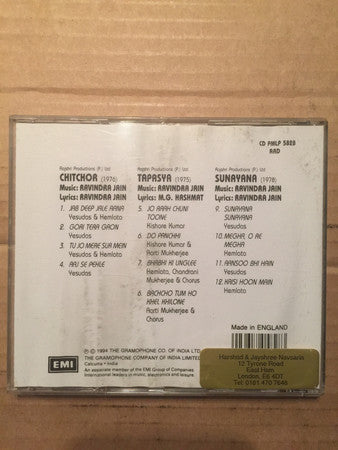 CD PMLP 5828
AAD
Rajshri Productions (P.) Ltd
CHITCHOR (1976)
Music: RAVINDRA JAIN
Lyrics: RAVINDRA JAIN
1. JAB DEEP JALE AANA
Yesudas & Hemlata
2. GORI TERA GAON
Yesudas
3. TU JO MERE SUR MEIN
Yesudas & Hemlata
4. AAJ SE PEHLE
Yesudas
Rajshri Productions (P.) Ltd
TAPASYA (1975)
Music: RAVINDRA JAIN
Lyrics: M.G. HASHMAT
5. JO RAAH CHUNI
TOONE
Kishore Kumar
6. DO PANCHHI
Kishore Kumar &
Aarti Mukherjee
7. BHABHI KI UNGLEE
Hemlata, Chandrani
Mukherjee & Chorus
8. BACHCHO TUM HO
KHEL KHILONE
Aarti Mukherjee &
Chorus
Rajshri Productions (P.) Ltd
SUNAYANA (1978)
Music: RAVINDRA JAIN
Lyrics: RAVINDRA JAIN
9. SUNAYANA
SUNAYANA
Yesudas
10. MEGHA, O RE
MEGHA
Hemlata
11. AANSOO BHI HAIN
Yesudas
12. HASI HOON MAIN
Hemlata
Made in ENGLAND
EMI
℗ © 1994 THE GRAMOPHONE CO. OF INDIA LTD.
THE GRAMOPHONE COMPANY OF INDIA LIMITED
Calcutta • India
An associate member of the EMI Group of Companies.
International leaders in music, electronics and leisure.
Harshad & Jayshree Navsaria
12 Tyrone Road
East Ham
London, E6 4DT
Tel: 0181 470 7646